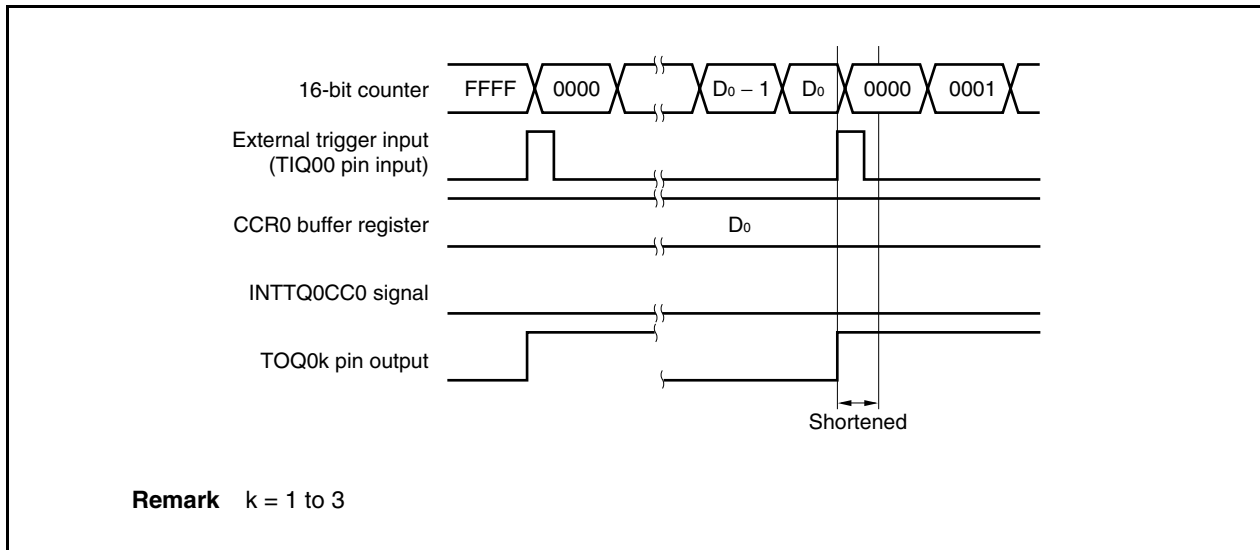 16-bit counter FFFF 0000 D₀ − 1 D₀ 0000 0001
External trigger input
(TIQ00 pin input)
CCR0 buffer register D₀
INTTQ0CC0 signal
TOQ0k pin output
Shortened
Remark k = 1 to 3